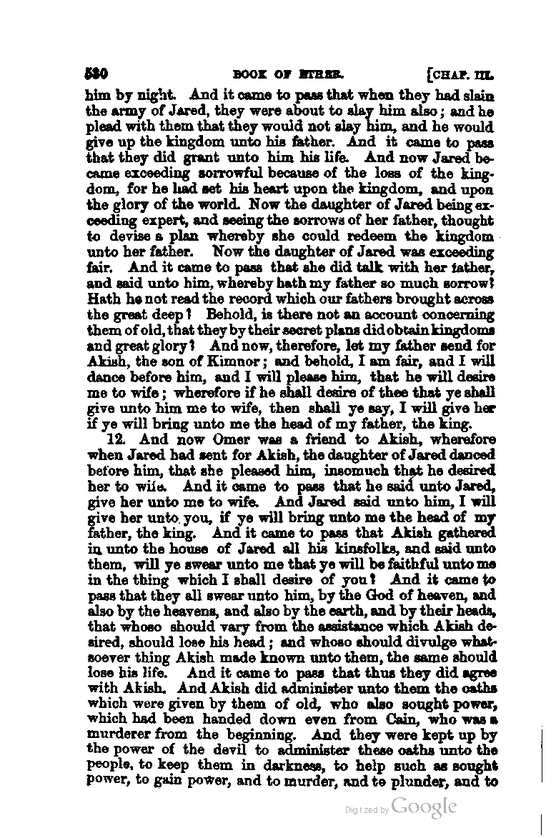 530 BOOK OF ETHER. [CHAP. III.
him by night. And it came to pass that when they had slain
the army of Jared, they were about to slay him also; and he
plead with them that they would not slay him, and he would
give up the kingdom unto his father. And it came to pass
that they did grant unto him his life. And now Jared be-
came exceeding sorrowful because of the loss of the king-
dom, for he had set his heart upon the kingdom, and upon
the glory of the world. Now the daughter of Jared being ex-
ceeding expert, and seeing the sorrows of her father, thought
to devise a plan whereby she could redeem the kingdom
unto her father. Now the daughter of Jared was exceeding
fair. And it came to pass that she did talk with her father,
and said unto him, whereby hath my father so much sorrow?
Hath he not read the record which our fathers brought across
the great deep? Behold, is there not an account concerning
them of old, that they by their secret plans did obtain kingdoms
and great glory? And now, therefore, let my father send for
Akish, the son of Kimnor; and behold, I am fair, and I will
dance before him, and I will please him, that he will desire
me to wife; wherefore if he shall desire of thee that ye shall
give unto him me to wife, then shall ye say, I will give her
if ye will bring unto me the head of my father, the king.
12. And now Omer was a friend to Akish, wherefore
when Jared had sent for Akish, the daughter of Jared danced
before him, that she pleased him, insomuch that he desired
her to wife. And it came to pass that he said unto Jared,
give her unto me to wife. And Jared said unto him, I will
give her unto you, if ye will bring unto me the head of my
father, the king. And it came to pass that Akish gathered
in unto the house of Jared all his kinsfolks, and said unto
them, will ye swear unto me that ye will be faithful unto me
in the thing which I shall desire of you? And it came to
pass that they all swear unto him, by the God of heaven, and
also by the heavens, and also by the earth, and by their heads,
that whoso should vary from the assistance which Akish de-
sired, should lose his head; and whoso should divulge what-
soever thing Akish made known unto them, the same should
lose his life. And it came to pass that thus they did agree
with Akish. And Akish did administer unto them the oaths
which were given by them of old, who also sought power,
which had been handed down even from Cain, who was a
murderer from the beginning. And they were kept up by
the power of the devil to administer these oaths unto the
people, to keep them in darkness, to help such as sought
power, to gain power, and to murder, and to plunder, and to
Digitized by Google